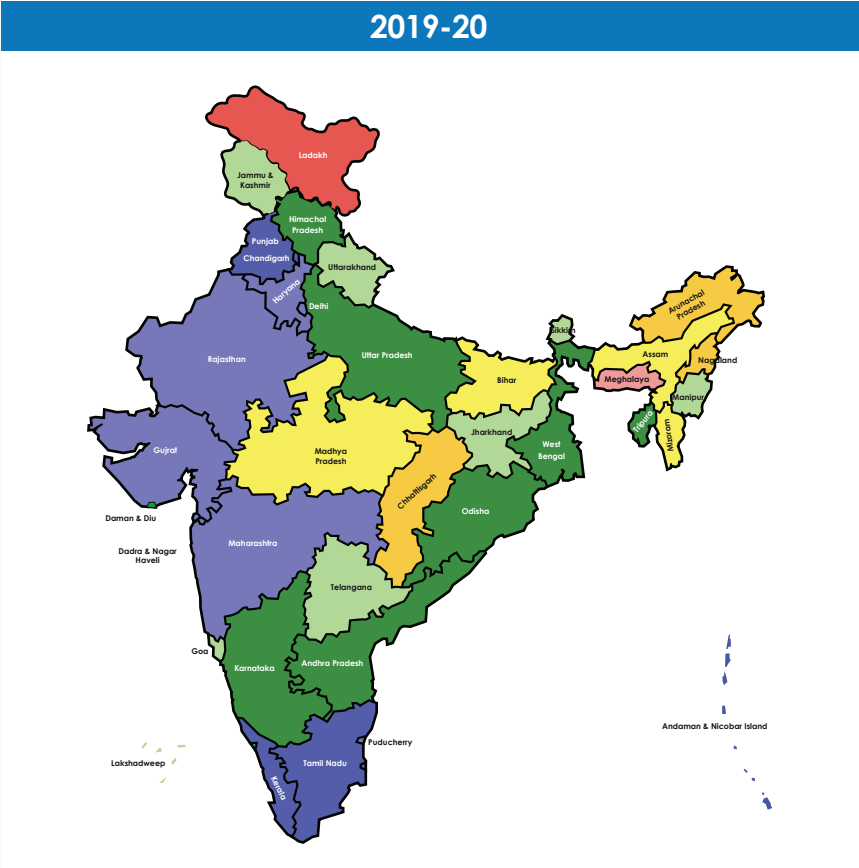 2019-20
Ladakh
Jammu &
Kashmir
Himachal
Pradesh
Punjab
Chandigarh
Uttarakhand
Haryana
Delhi
Arunachal
Pradesh
Sikkim
Rajasthan
Uttar Pradesh
Assam
Nagaland
Bihar
Meghalaya
Manipur
Tripura
Mizoram
Jharkhand
Gujrat
Madhya
Pradesh
West
Bengal
Chhattisgarh
Odisha
Daman & Diu
Dadra & Nagar
Haveli
Maharashtra
Telangana
Goa
Karnataka
Andhra Pradesh
Andaman & Nicobar Island
Puducherry
Lakshadweep
Tamil Nadu
Kerala